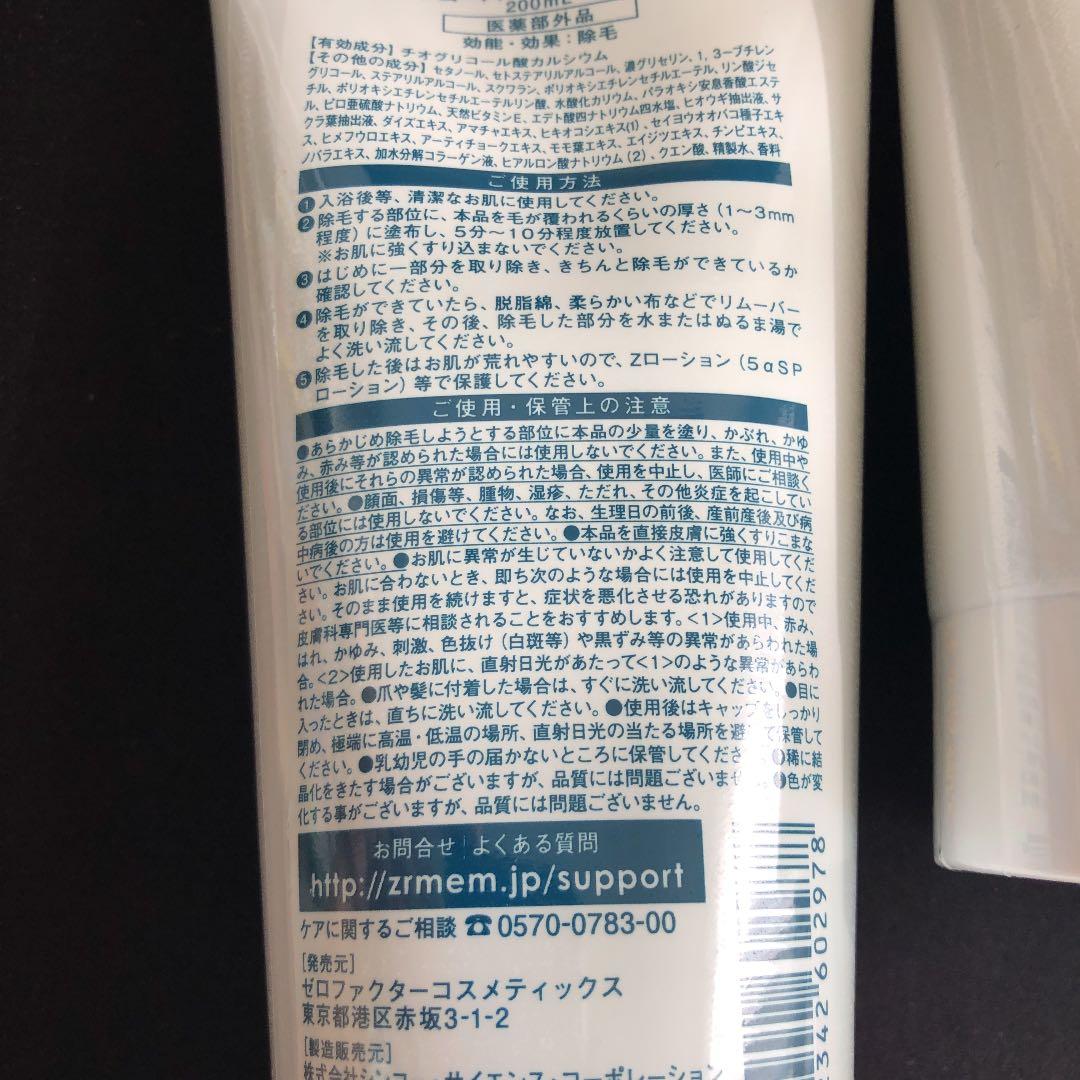 200mL
医薬部外品
効能・効果：除毛
【有効成分】チオグリコール酸カルシウム
【その他の成分】セタノール、セトステアリルアルコール、濃グリセリン、1,3-ブチレン
グリコール、ステアリルアルコール、スクワラン、ポリオキシエチレンセチルエーテル、リン酸ジセ
チル、ポリオキシエチレンセチルエーテルリン酸、水酸化カリウム、パラオキシ安息香酸エステ
ル、ピロ亜硫酸ナトリウム、天然ビタミンE、エデト酸四ナトリウム四水塩、ヒオウギ抽出液、サ
クラ葉抽出液、ダイズエキス、アマチャエキス、ヒキオコシエキス(1)、セイヨウオオバコ種子エキ
ス、ヒメフウロエキス、アーティチョークエキス、モモ葉エキス、エイジツエキス、チンピエキス、
ノバラエキス、加水分解コラーゲン液、ヒアルロン酸ナトリウム（2）、クエン酸、精製水、香料
ご使用方法
❶入浴後等、清潔なお肌に使用してください。
❷除毛する部位に、本品を毛が覆われるくらいの厚さ（1～3mm
程度）に塗布し、5分～10分程度放置してください。
※お肌に強くすり込まないでください。
❸はじめに一部分を取り除き、きちんと除毛ができているか
確認してください。
❹除毛ができていたら、脱脂綿、柔らかい布などでリムーバー
を取り除き、その後、除毛した部分を水またはぬるま湯で
よく洗い流してください。
❺除毛した後はお肌が荒れやすいので、Zローション（5αSP
ローション）等で保護してください。
ご使用・保管上の注意
●あらかじめ除毛しようとする部位に本品の少量を塗り、かぶれ、かゆ
み、赤み等が認められた場合には使用しないでください。また、使用中や
使用後にそれらの異常が認められた場合、使用を中止し、医師にご相談く
ださい。●顔面、損傷等、腫物、湿疹、ただれ、その他炎症を起こしてい
る部位には使用しないでください。なお、生理日の前後、産前産後及び病
中病後の方は使用を避けてください。●本品を直接皮膚に強くすりこまな
いでください。●お肌に異常が生じていないかよく注意して使用してくだ
さい。お肌に合わないとき、即ち次のような場合には使用を中止してくだ
さい。そのまま使用を続けますと、症状を悪化させる恐れがありますので
皮膚科専門医等に相談されることをおすすめします。<1>使用中、赤み、
はれ、かゆみ、刺激、色抜け（白斑等）や黒ずみ等の異常があらわれた場
合。<2>使用したお肌に、直射日光があたって<1>のような異常があらわ
れた場合。●爪や髪に付着した場合は、すぐに洗い流してください。●目に
入ったときは、直ちに洗い流してください。●使用後はキャップをしっかり
閉め、極端に高温・低温の場所、直射日光の当たる場所を避 て保管して
ください。●乳幼児の手の届かないところに保管してくださ 。●稀に結
晶化をきたす場合がございますが、品質には問題ございませ 。●色が変
化する事がございますが、品質には問題ございません。
お問合せ｜よくある質問
http://zrmem.jp/support
ケアに関するご相談 ☎0570-0783-00
[発売元]
ゼロファクターコスメティックス
東京都港区赤坂3-1-2
[製造販売元]
株式会社シンコー・サイエンス・コーポレーション
342602978